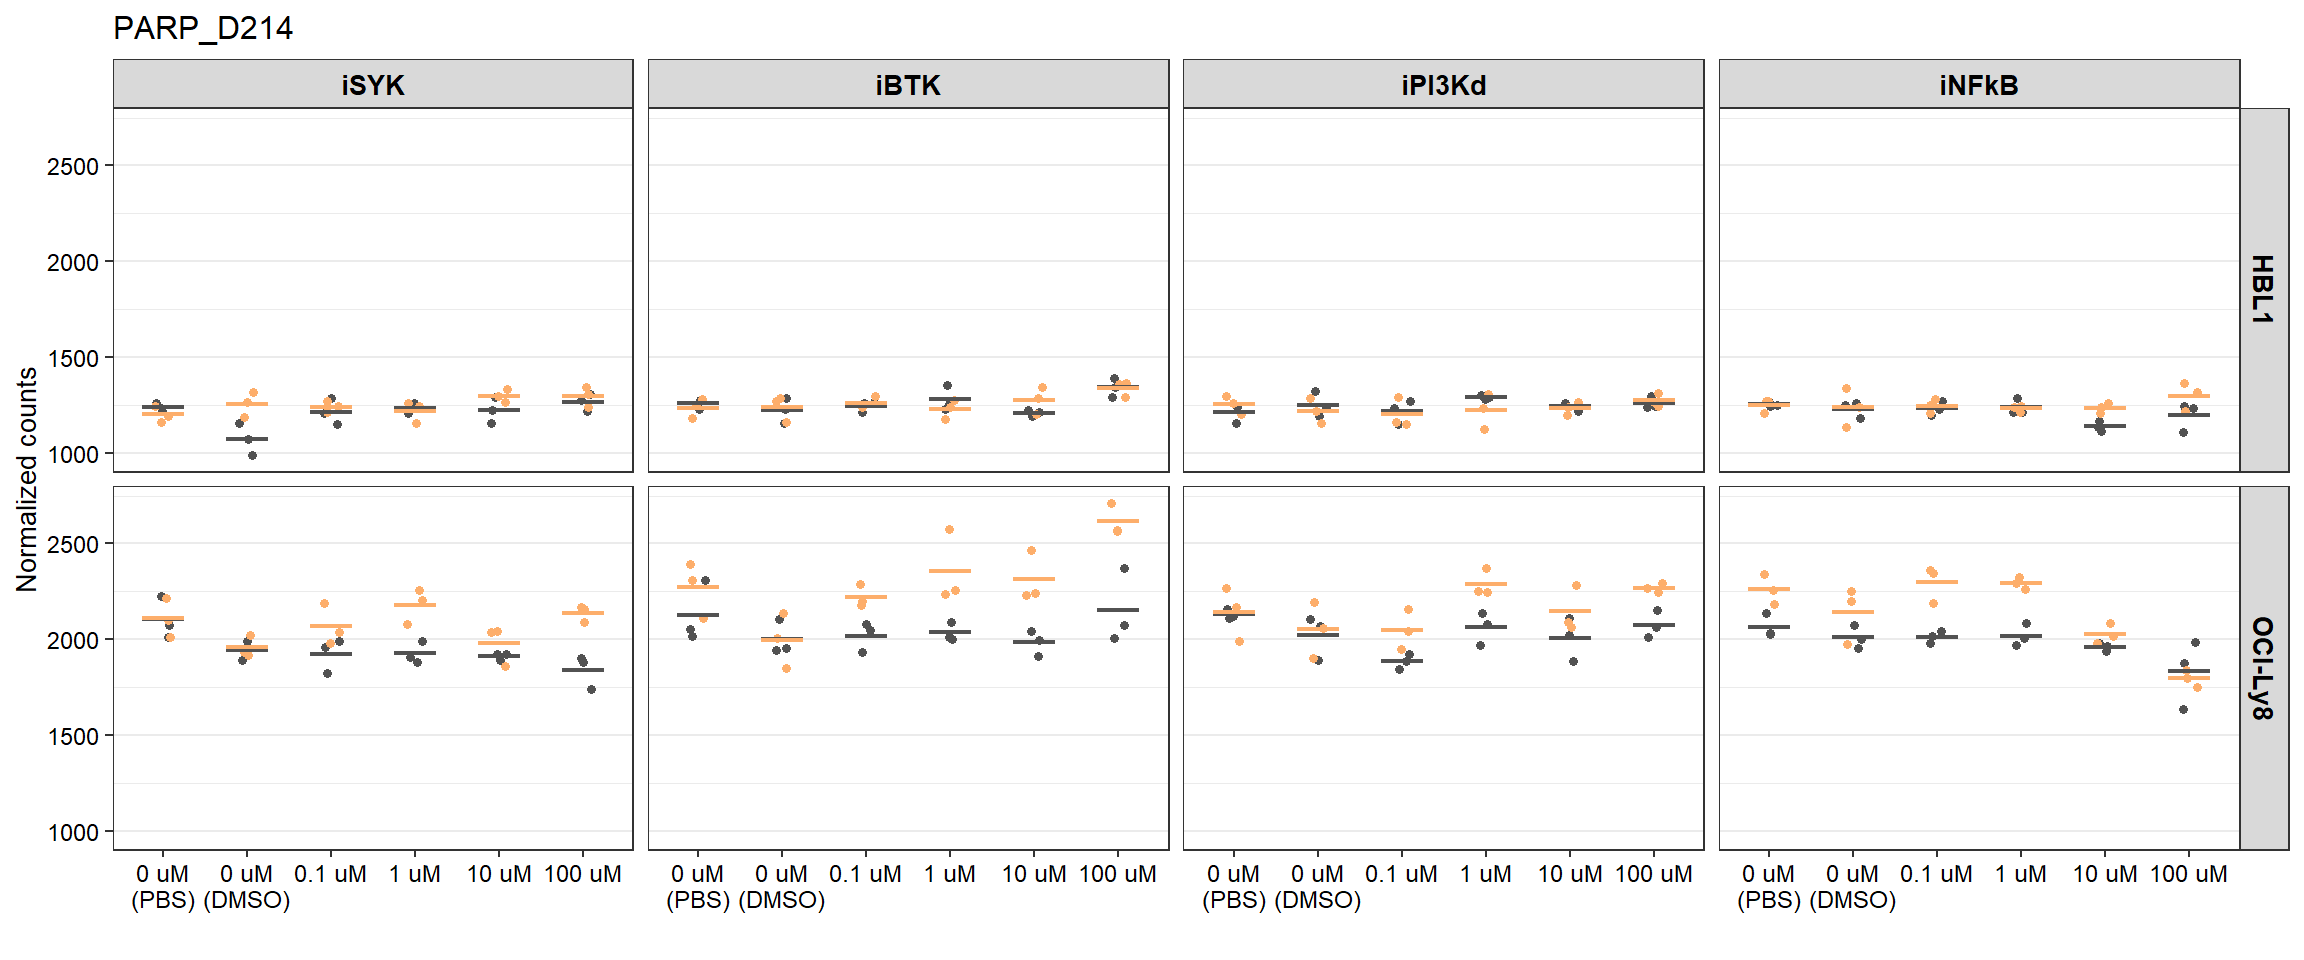 PARP_D214
iSYK
iBTK
iPI3Kd
iNFkB
Normalized counts
2500
2000
1500
1000
HBL1
2500
2000
1500
1000
OCI-Ly8
0 uM 0 uM 0.1 uM 1 uM 10 uM 100 uM
(PBS) (DMSO)
0 uM 0 uM 0.1 uM 1 uM 10 uM 100 uM
(PBS) (DMSO)
0 uM 0 uM 0.1 uM 1 uM 10 uM 100 uM
(PBS) (DMSO)
0 uM 0 uM 0.1 uM 1 uM 10 uM 100 uM
(PBS) (DMSO)